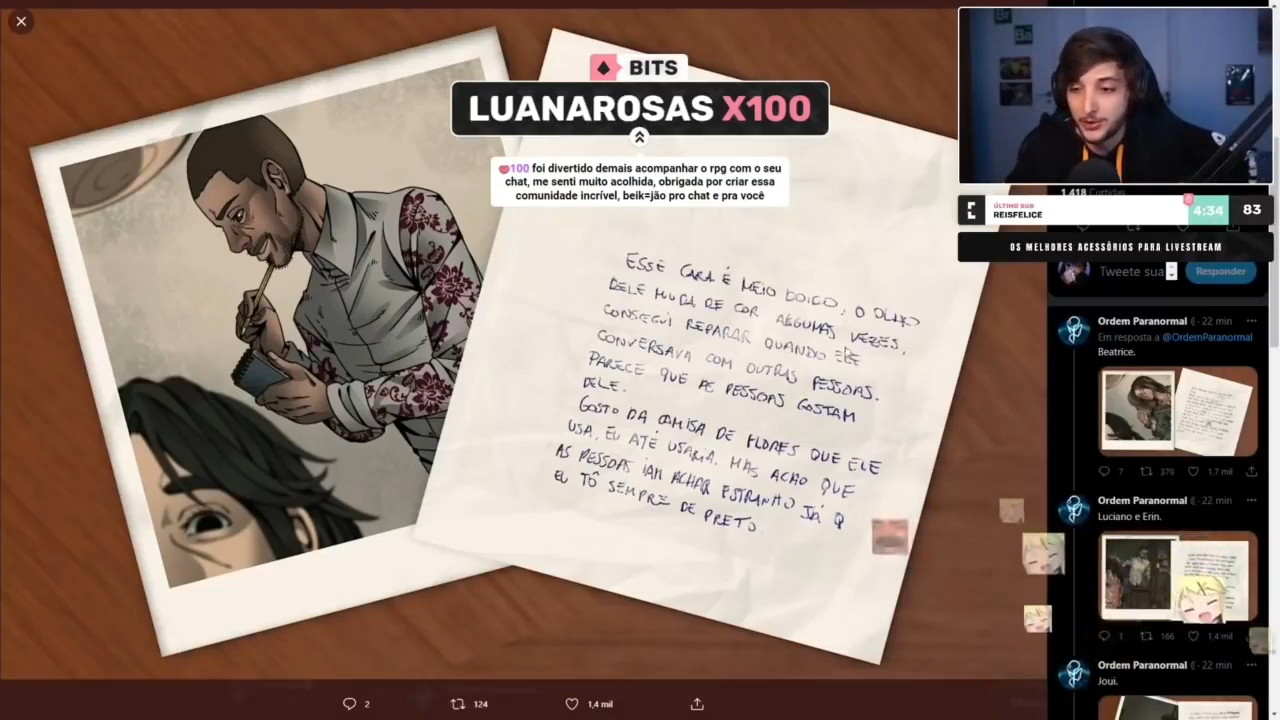 BITS
LUANAROSAS X100
100 foi divertido demais acompanhar o rpg com o seu
chat, me senti muito acolhida, obrigada por criar essa
comunidade incrível, beik=jão pro chat e pra você
ESSE CARA É MEIO DOIDO, O OLHO
DELE MUDA DE COR ALGUMAS VEZES,
CONSEGUI REPARAR QUANDO ELE
CONVERSAVA COM OUTRAS PESSOAS.
PARECE QUE AS PESSOAS GOSTAM
DELE.
GOSTO DA CAMISA DE FLORES QUE ELE
USA, EU ATÉ USARIA. MAS ACHO QUE
AS PESSOAS IAM ACHAR ESTRANHO JÁ Q
EU TÔ SEMPRE DE PRETO.
2
124
1,4 mil
Br
Ba
1.418 Curtidas
ÚLTIMO SUB
REISFELICE
4:34
83
OS MELHORES ACESSÓRIOS PARA LIVESTREAM
Tweete sua
Responder
Ordem Paranormal · 22 min
Em resposta a @OrdemParanormal
Beatrice.
7
379
1,7 mil
Ordem Paranormal · 22 min
Luciano e Erin.
1
166
1,4 mil
Ordem Paranormal · 22 min
Joui.